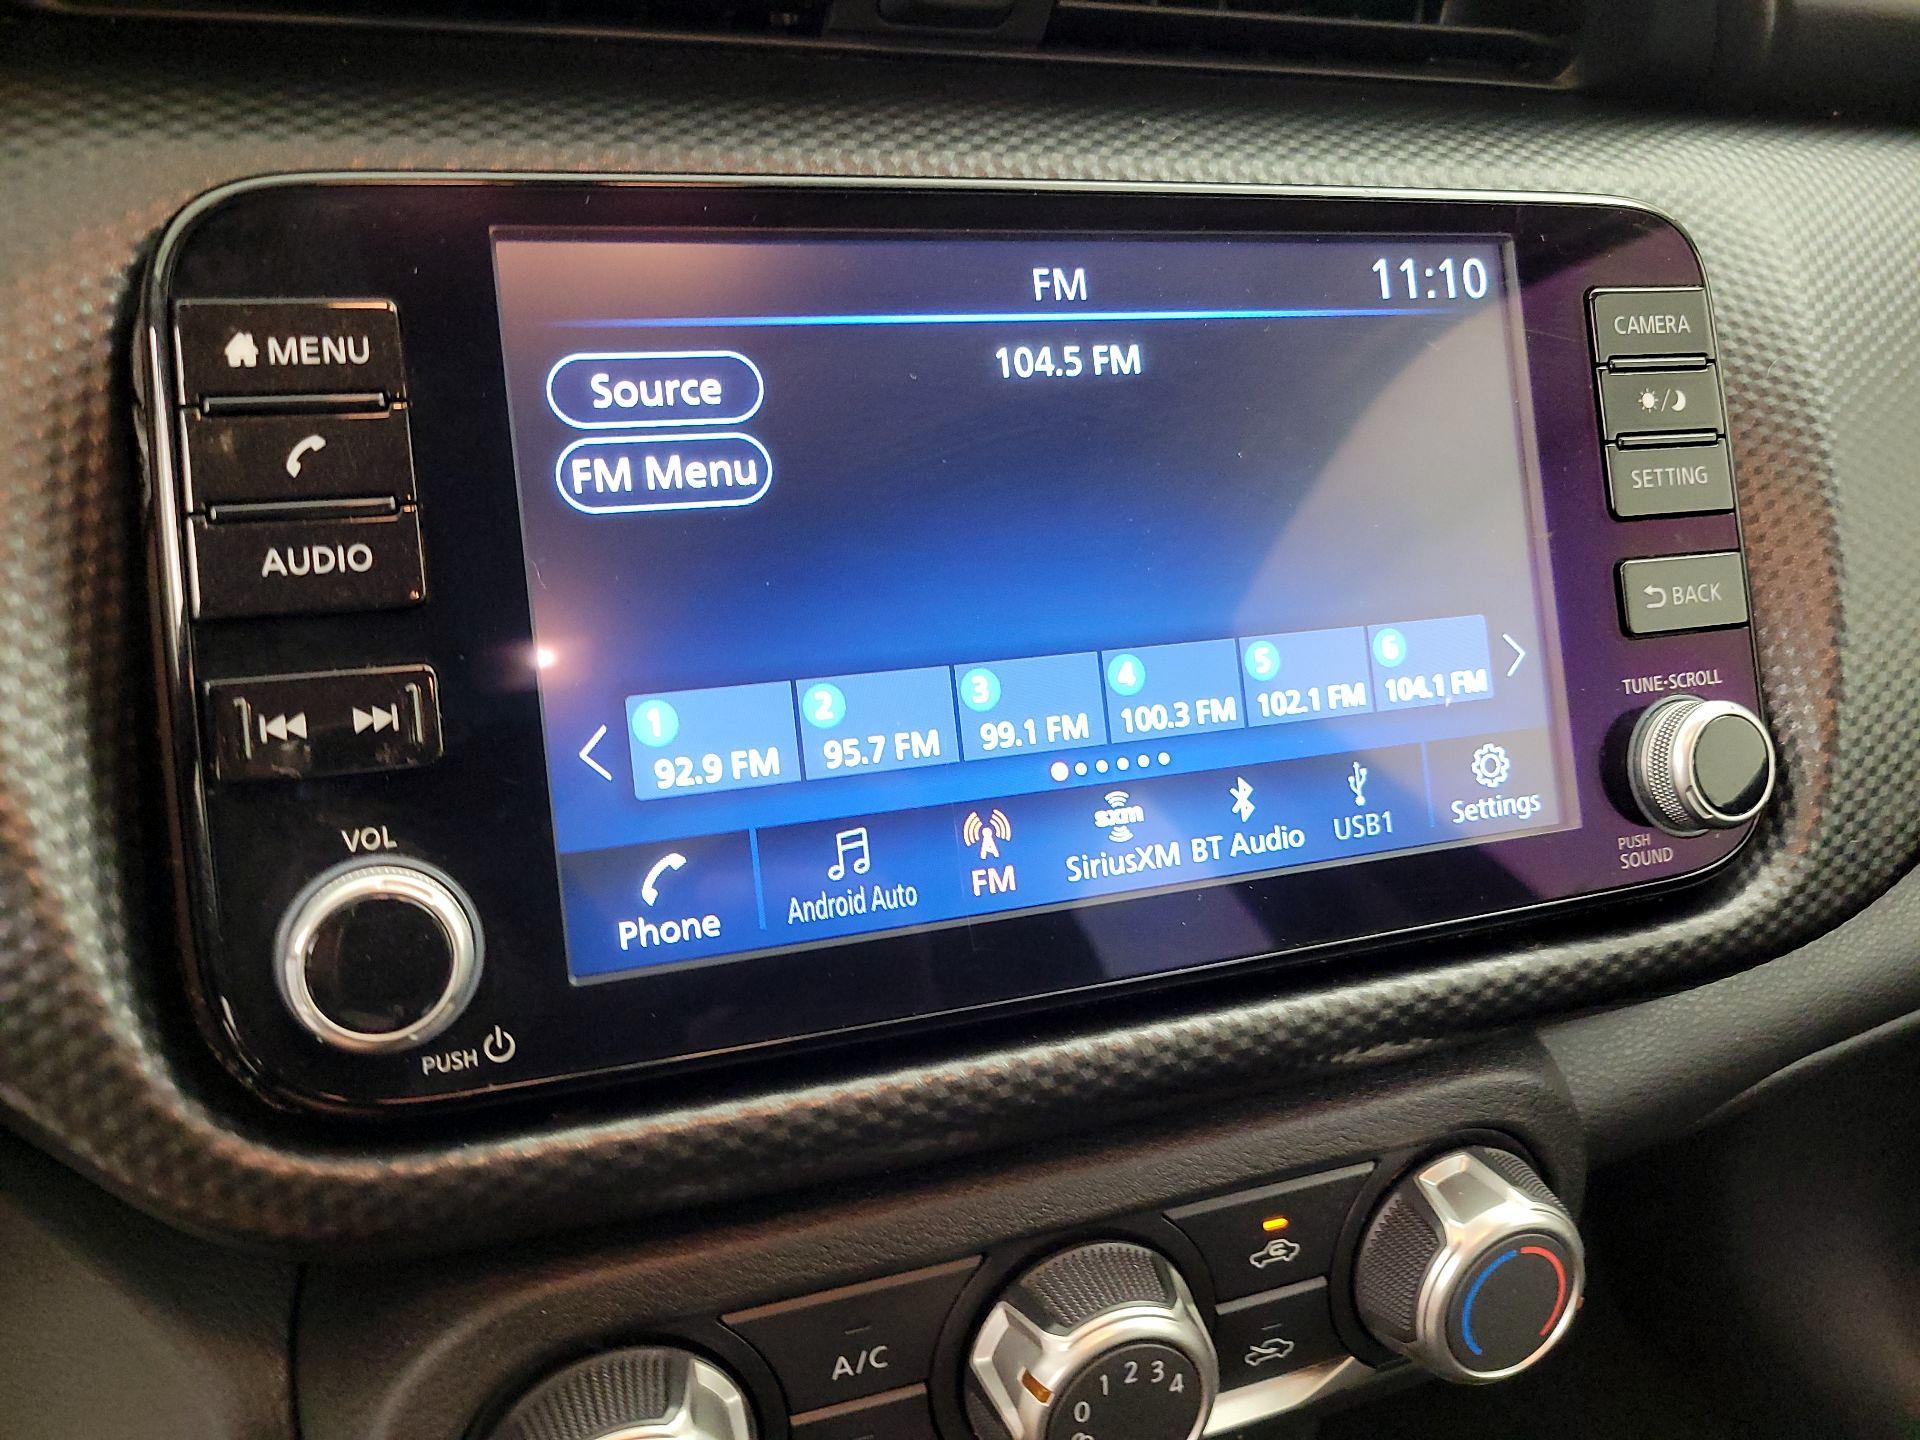 FM
11:10
MENU
CAMERA
104.5 FM
Source
FM Menu
SETTING
AUDIO
BACK
1
2
3
4
5
6
92.9 FM
95.7 FM
99.1 FM
100.3 FM
102.1 FM
104.1 FM
TUNE·SCROLL
VOL
Phone
Android Auto
FM
sxm
SiriusXM
BT Audio
USB1
Settings
PUSH
SOUND
PUSH
A/C
0
1
2
3
4